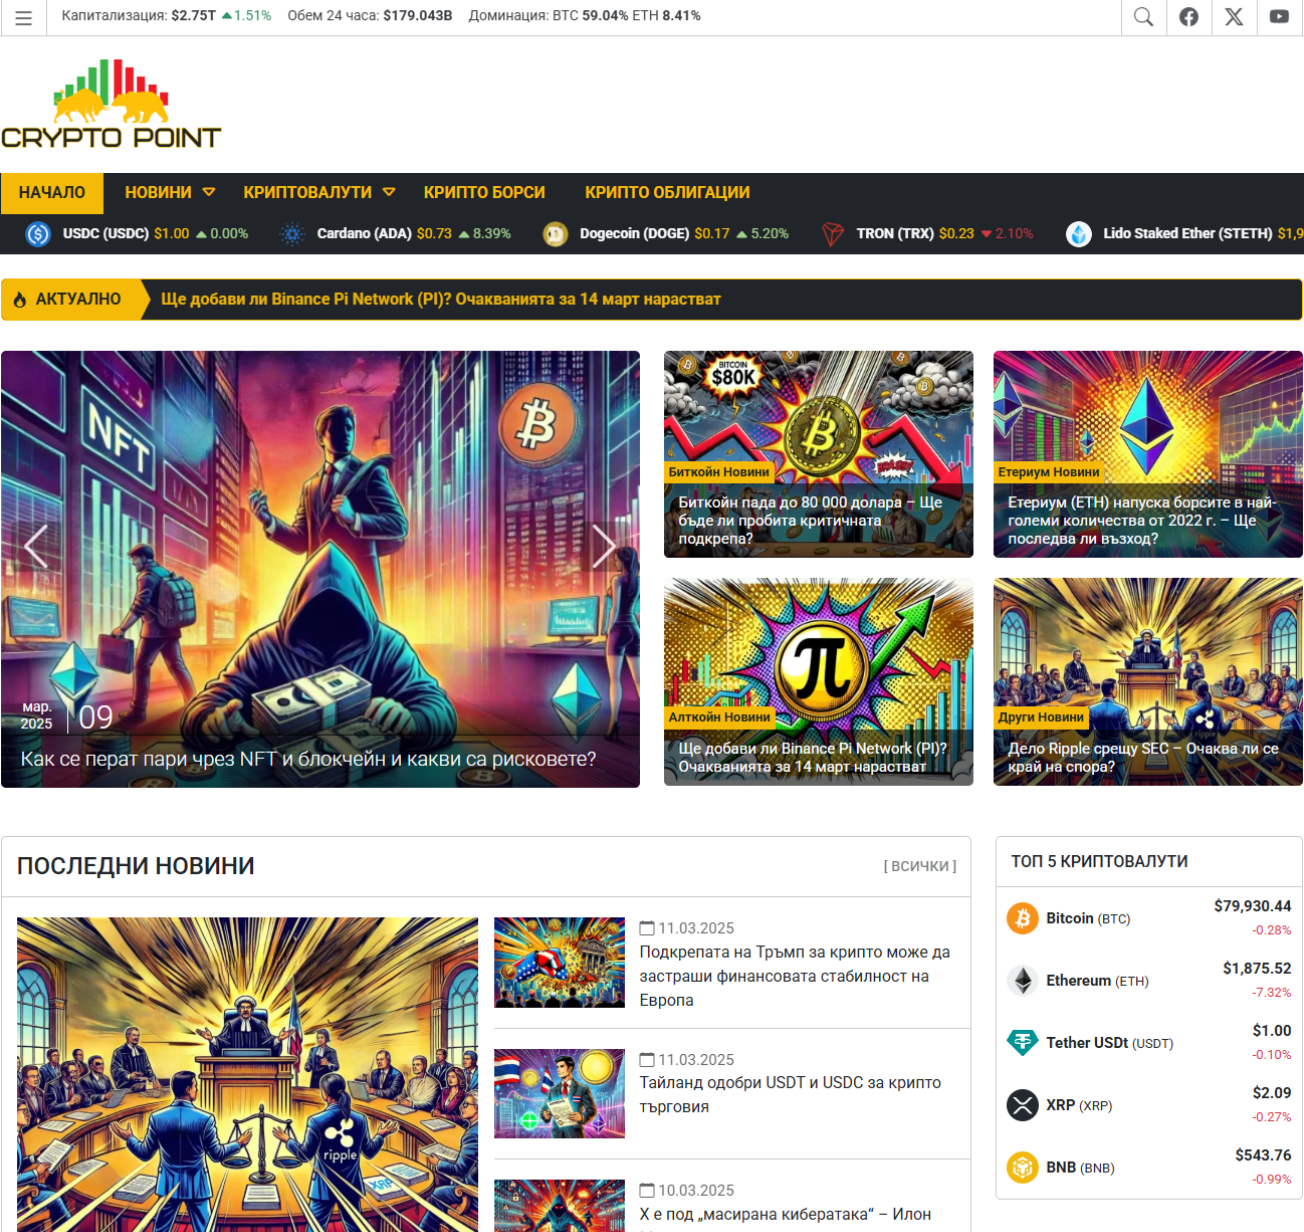 Капитализация: $2.75T 1.51% Обем 24 часа: $179.043B Доминация: BTC 59.04% ETH 8.41%
CRYPTO POINT
НАЧАЛО НОВИНИ КРИПТОВАЛУТИ КРИПТО БОРСИ КРИПТО ОБЛИГАЦИИ
USDC (USDC) $1.00 0.00% Cardano (ADA) $0.73 8.39% Dogecoin (DOGE) $0.17 5.20% TRON (TRX) $0.23 2.10% Lido Staked Ether (STETH) $1,9
АКТУАЛНО Ще добави ли Binance Pi Network (PI)? Очакванията за 14 март нарастват
NFT
мар.
2025
09
Как се перат пари чрез NFT и блокчейн и какви са рисковете?
BITCOIN
$80K
Биткойн Новини
Биткойн пада до 80 000 долара – Ще
бъде ли пробита критичната
подкрепа?
Етериум Новини
Етериум (ETH) напуска борсите в най-
големи количества от 2022 г. – Ще
последва ли възход?
π
Алткойн Новини
Ще добави ли Binance Pi Network (PI)?
Очакванията за 14 март нарастват
ripple
Други Новини
Дело Ripple срещу SEC – Очаква ли се
край на спора?
ПОСЛЕДНИ НОВИНИ
[ ВСИЧКИ ]
ripple
XRP
11.03.2025
Подкрепата на Тръмп за крипто може да
застраши финансовата стабилност на
Европа
11.03.2025
Тайланд одобри USDT и USDC за крипто
търговия
10.03.2025
X е под „масирана кибератака“ – Илон
ТОП 5 КРИПТОВАЛУТИ
Bitcoin (BTC) $79,930.44
-0.28%
Ethereum (ETH) $1,875.52
-7.32%
Tether USDt (USDT) $1.00
-0.10%
XRP (XRP) $2.09
-0.27%
BNB (BNB) $543.76
-0.99%